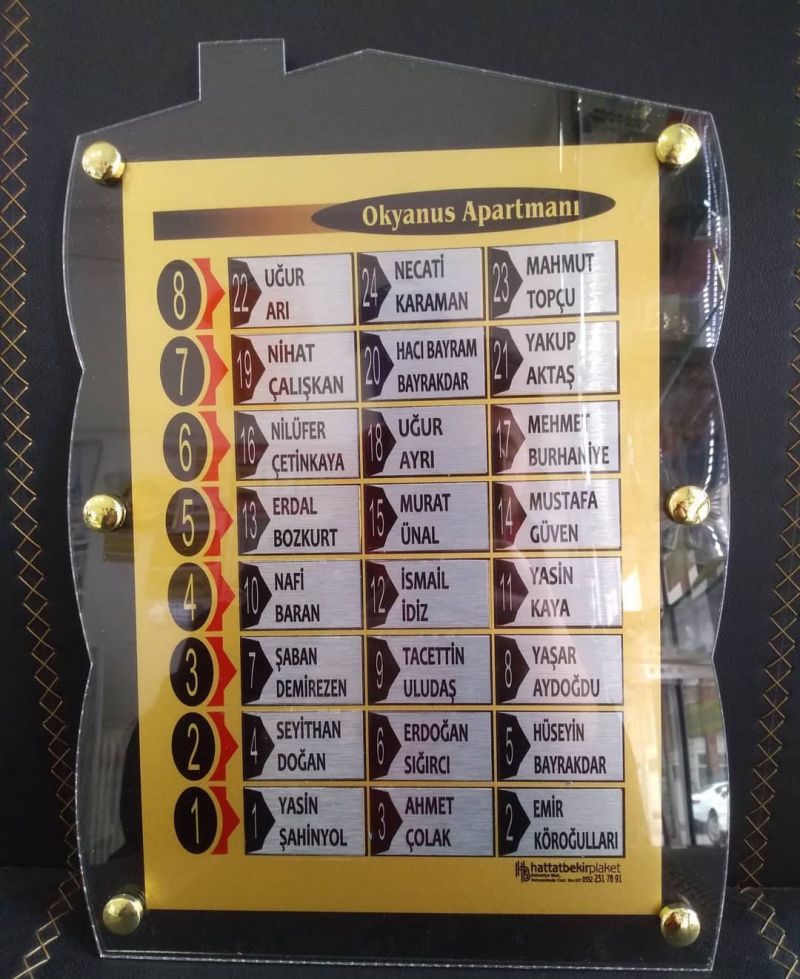 Okyanus Apartmanı
8
22 UĞUR ARI
24 NECATİ KARAMAN
23 MAHMUT TOPÇU
7
19 NİHAT ÇALIŞKAN
20 HACI BAYRAM BAYRAKDAR
21 YAKUP AKTAŞ
6
16 NİLÜFER ÇETİNKAYA
18 UĞUR AYRI
17 MEHMET BURHANİYE
5
13 ERDAL BOZKURT
15 MURAT ÜNAL
14 MUSTAFA GÜVEN
4
10 NAFİ BARAN
12 İSMAİL İDİZ
11 YASİN KAYA
3
7 ŞABAN DEMİREZEN
9 TACETTİN ULUDAŞ
8 YAŞAR AYDOĞDU
2
4 SEYİTHAN DOĞAN
6 ERDOĞAN SIĞIRCI
5 HÜSEYİN BAYRAKDAR
1
1 YASİN ŞAHİNYOL
3 AHMET ÇOLAK
2 EMİR KÖROĞULLARI
hattatbekirplaket
231 76 91